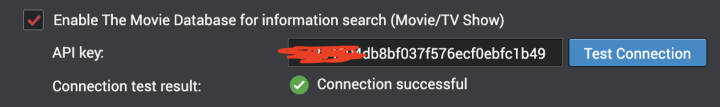 Enable The Movie Database for information search (Movie/TV Show)
API key: 4db8bf037f576ecf0ebfc1b49 Test Connection
Connection test result: Connection successful